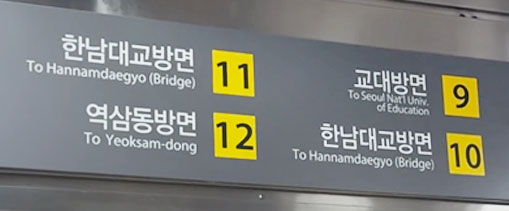 한남대교방면
To Hannamdaegyo (Bridge)
11
역삼동방면
To Yeoksam-dong
12
교대방면
To Seoul Nat'l Univ.
of Education
9
한남대교방면
To Hannamdaegyo (Bridge)
10